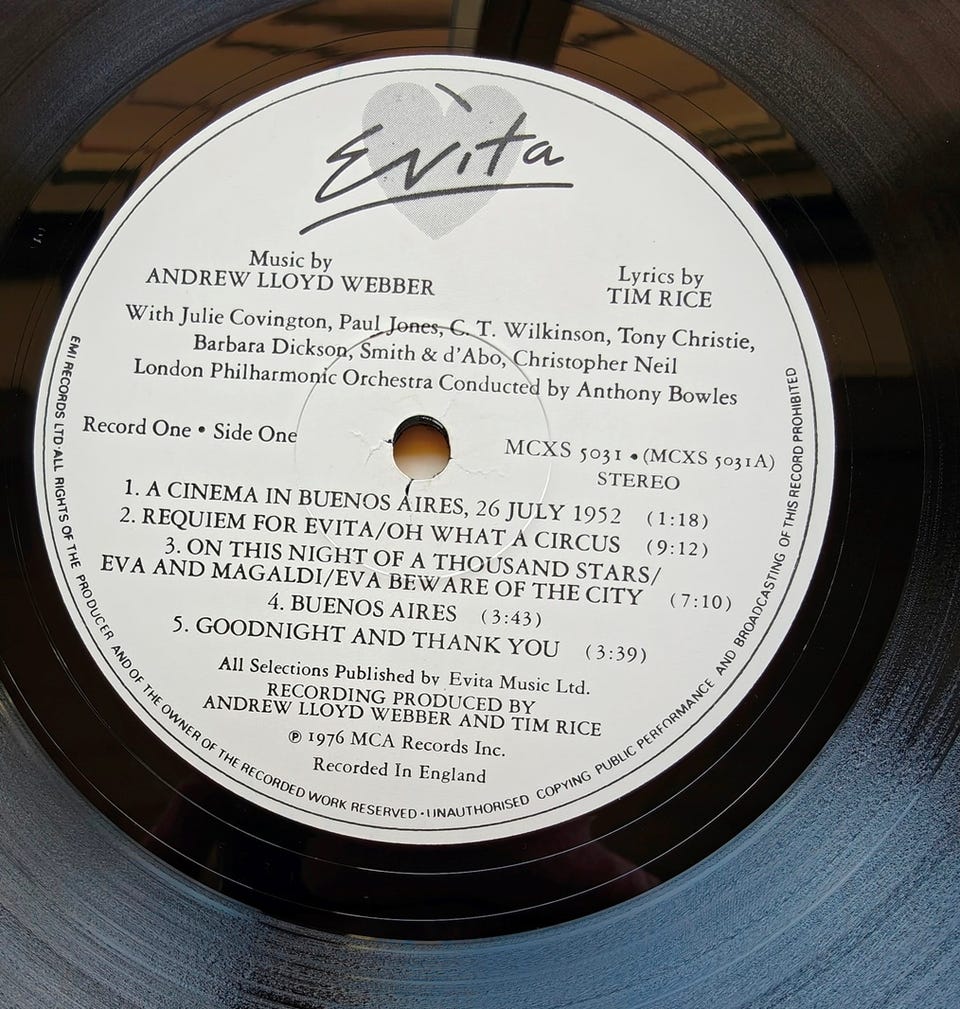 Evita
Music by
ANDREW LLOYD WEBBER
Lyrics by
TIM RICE
With Julie Covington, Paul Jones, C. T. Wilkinson, Tony Christie,
Barbara Dickson, Smith & d'Abo, Christopher Neil
London Philharmonic Orchestra Conducted by Anthony Bowles
Record One • Side One
MCXS 5031 • (MCXS 5031A)
STEREO
1. A CINEMA IN BUENOS AIRES, 26 JULY 1952 (1:18)
2. REQUIEM FOR EVITA/OH WHAT A CIRCUS (9:12)
3. ON THIS NIGHT OF A THOUSAND STARS/
EVA AND MAGALDI/EVA BEWARE OF THE CITY (7:10)
4. BUENOS AIRES (3:43)
5. GOODNIGHT AND THANK YOU (3:39)
All Selections Published by Evita Music Ltd.
RECORDING PRODUCED BY
ANDREW LLOYD WEBBER AND TIM RICE
℗ 1976 MCA Records Inc.
Recorded In England
EMI RECORDS LTD·ALL RIGHTS OF THE PRODUCER AND OF THE OWNER OF THE RECORDED WORK RESERVED·UNAUTHORISED COPYING PUBLIC PERFORMANCE AND BROADCASTING OF THIS RECORD PROHIBITED